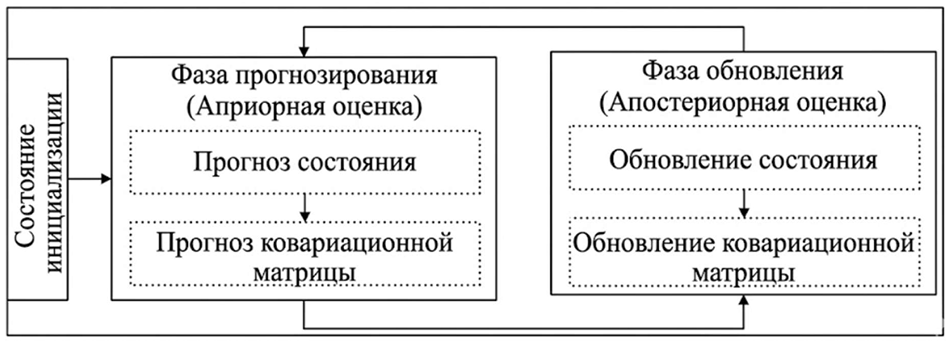 Состояние
инициализации
Фаза прогнозирования
(Априорная оценка)
Прогноз состояния
Прогноз ковариационной
матрицы
Фаза обновления
(Апостериорная оценка)
Обновление состояния
Обновление ковариационной
матрицы